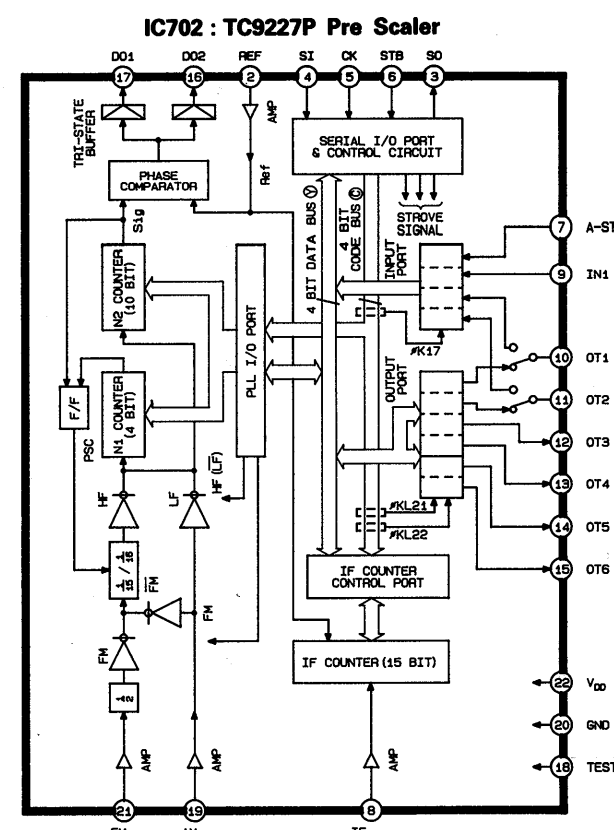 IC702 : TC9227P Pre Scaler
DO1 DO2 REF SI CK STB SO
17 16 2 4 5 6 3
TRI-STATE
BUFFER
AMP
SERIAL I/O PORT
& CONTROL CIRCUIT
PHASE
COMPARATOR
Ref
Sig
STROVE
SIGNAL
4 BIT DATA BUS Ⓨ
4 BIT
CODE BUS Ⓒ
INPUT
PORT
7 A-ST
9 IN1
N2 COUNTER
(10 BIT)
PLL I/O PORT
øK17
10 OT1
OUTPUT
PORT
11 OT2
F/F
N1 COUNTER
(4 BIT)
PSC
12 OT3
HF (LF)
HF
LF
13 OT4
øKL21
øKL22
14 OT5
1/15 / 1/16
FM
15 OT6
IF COUNTER
CONTROL PORT
FM
FM
IF COUNTER (15 BIT)
1/2
22 VDD
20 GND
AMP
AMP
AMP
18 TEST
21 19 8